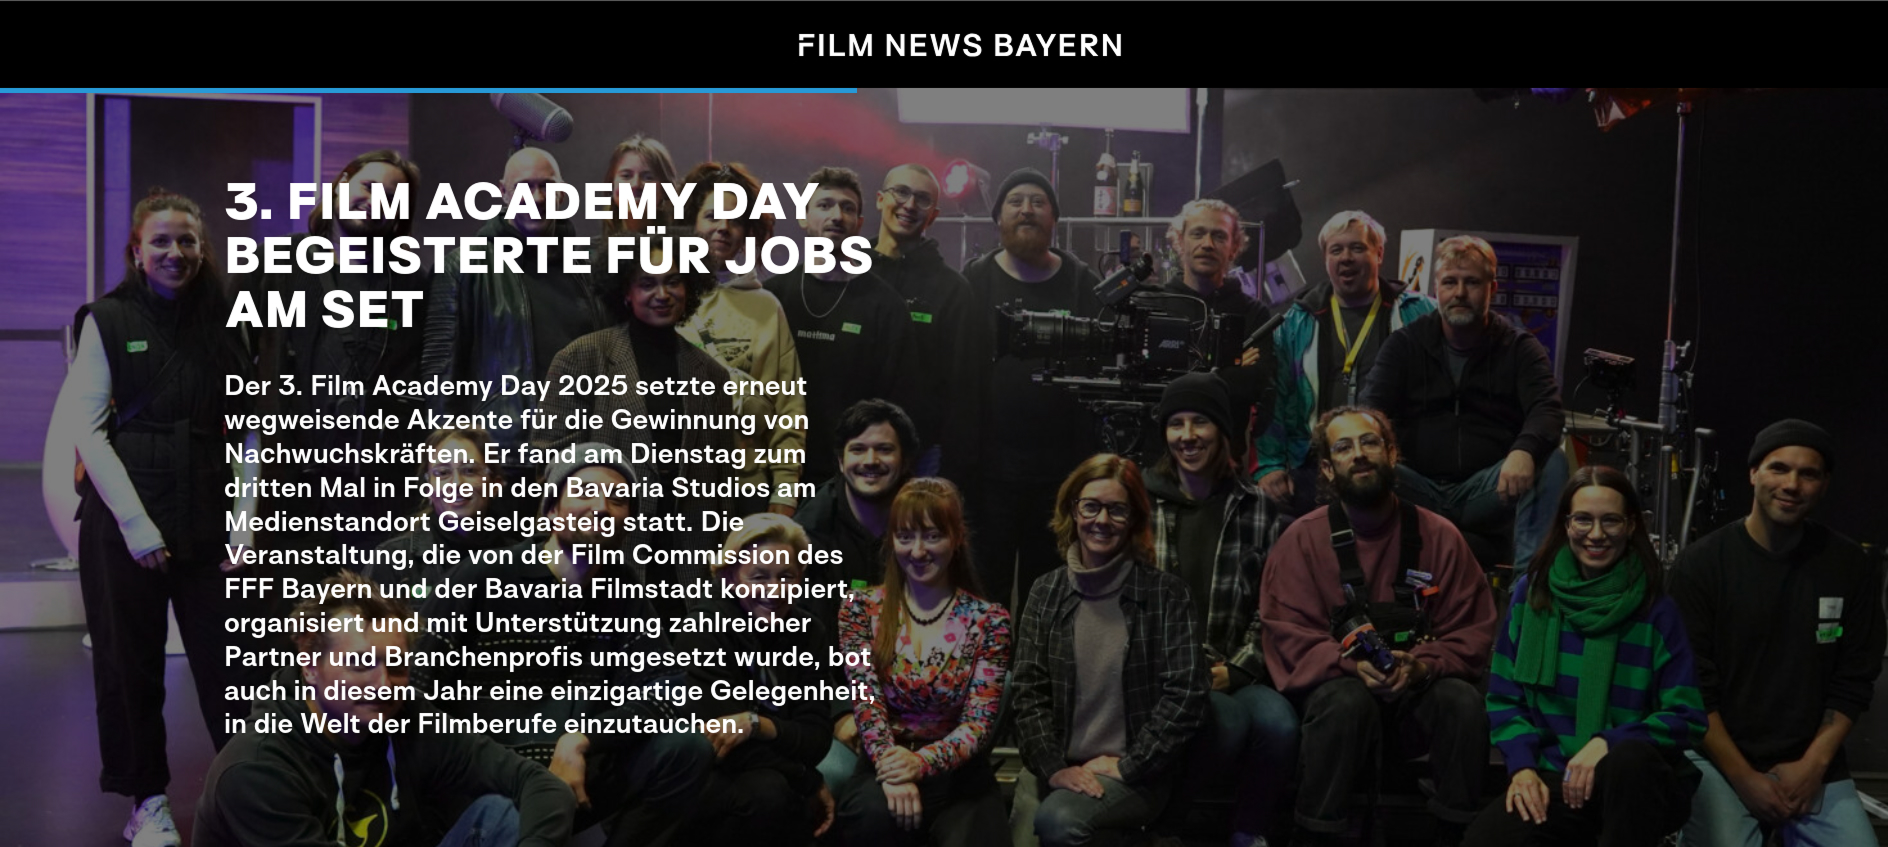 FILM NEWS BAYERN
3. FILM ACADEMY DAY
BEGEISTERTE FÜR JOBS
AM SET
Der 3. Film Academy Day 2025 setzte erneut
wegweisende Akzente für die Gewinnung von
Nachwuchskräften. Er fand am Dienstag zum
dritten Mal in Folge in den Bavaria Studios am
Medienstandort Geiselgasteig statt. Die
Veranstaltung, die von der Film Commission des
FFF Bayern und der Bavaria Filmstadt konzipiert,
organisiert und mit Unterstützung zahlreicher
Partner und Branchenprofis umgesetzt wurde, bot
auch in diesem Jahr eine einzigartige Gelegenheit,
in die Welt der Filmberufe einzutauchen.